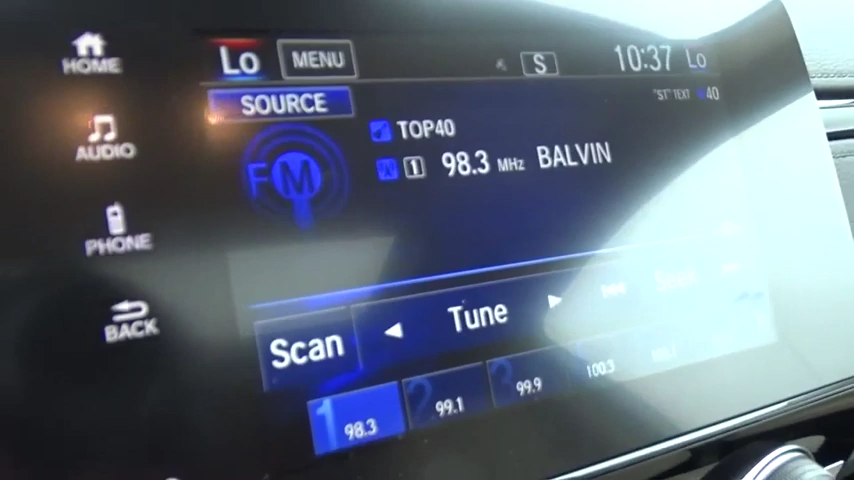 HOME
Lo MENU S 10:37 Lo
SOURCE
"ST" TEXT 40
AUDIO
TOP40
FM
1 98.3 MHz BALVIN
PHONE
BACK
Scan Tune
1 98.3 2 99.1 3 99.9 100.3